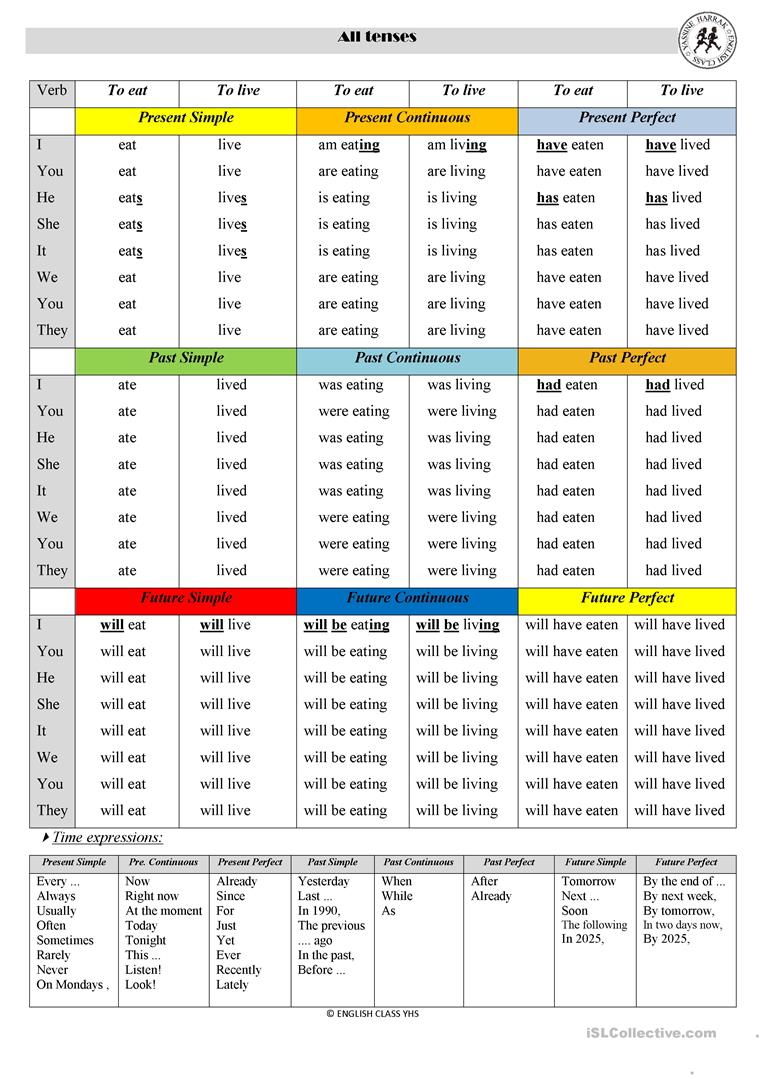 All tenses
YASSINE HARRAK
ENGLISH CLASS
Verb To eat To live To eat To live To eat To live
Present Simple Present Continuous Present Perfect
I eat live am eating am living have eaten have lived
You eat live are eating are living have eaten have lived
He eats lives is eating is living has eaten has lived
She eats lives is eating is living has eaten has lived
It eats lives is eating is living has eaten has lived
We eat live are eating are living have eaten have lived
You eat live are eating are living have eaten have lived
They eat live are eating are living have eaten have lived
Past Simple Past Continuous Past Perfect
I ate lived was eating was living had eaten had lived
You ate lived were eating were living had eaten had lived
He ate lived was eating was living had eaten had lived
She ate lived was eating was living had eaten had lived
It ate lived was eating was living had eaten had lived
We ate lived were eating were living had eaten had lived
You ate lived were eating were living had eaten had lived
They ate lived were eating were living had eaten had lived
Future Simple Future Continuous Future Perfect
I will eat will live will be eating will be living will have eaten will have lived
You will eat will live will be eating will be living will have eaten will have lived
He will eat will live will be eating will be living will have eaten will have lived
She will eat will live will be eating will be living will have eaten will have lived
It will eat will live will be eating will be living will have eaten will have lived
We will eat will live will be eating will be living will have eaten will have lived
You will eat will live will be eating will be living will have eaten will have lived
They will eat will live will be eating will be living will have eaten will have lived
Time expressions:
Present Simple Pre. Continuous Present Perfect Past Simple Past Continuous Past Perfect Future Simple Future Perfect
Every ... Now Already Yesterday When After Tomorrow By the end of ...
Always Right now Since Last ... While Already Next ... By next week,
Usually At the moment For In 1990, As Soon By tomorrow,
Often Today Just The previous The following In two days now,
Sometimes Tonight Yet .... ago In 2025, By 2025,
Rarely This ... Ever In the past,
Never Listen! Recently Before ...
On Mondays , Look! Lately
© ENGLISH CLASS YHS
iSLCollective.com